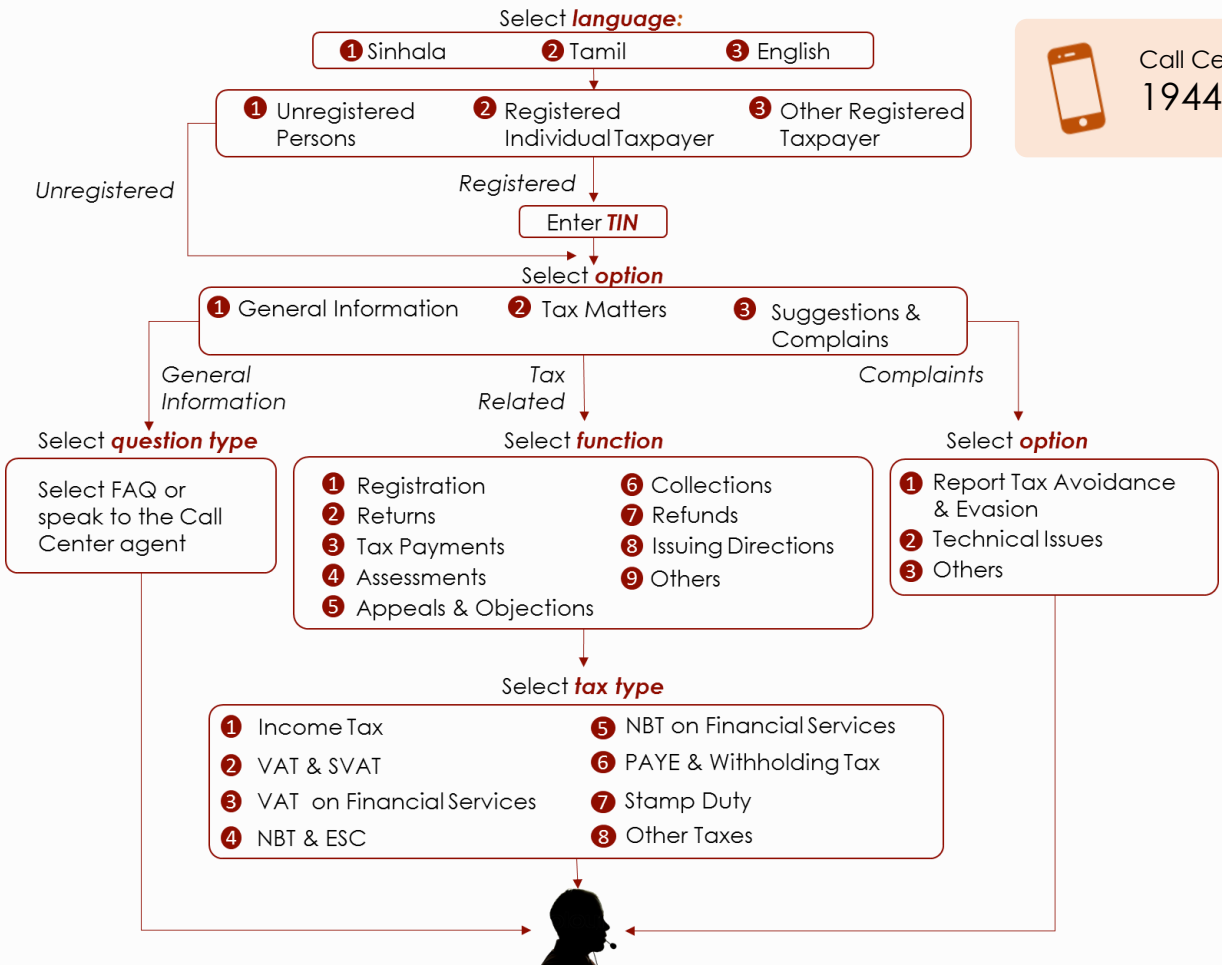 Select language:
1 Sinhala 2 Tamil 3 English
Call Ce
1944
1 Unregistered Persons
2 Registered Individual Taxpayer
3 Other Registered Taxpayer
Unregistered
Registered
Enter TIN
Select option
1 General Information
2 Tax Matters
3 Suggestions & Complains
General Information
Tax Related
Complaints
Select question type
Select FAQ or
speak to the Call
Center agent
Select function
1 Registration
2 Returns
3 Tax Payments
4 Assessments
5 Appeals & Objections
6 Collections
7 Refunds
8 Issuing Directions
9 Others
Select option
1 Report Tax Avoidance
& Evasion
2 Technical Issues
3 Others
Select tax type
1 Income Tax
2 VAT & SVAT
3 VAT on Financial Services
4 NBT & ESC
5 NBT on Financial Services
6 PAYE & Withholding Tax
7 Stamp Duty
8 Other Taxes